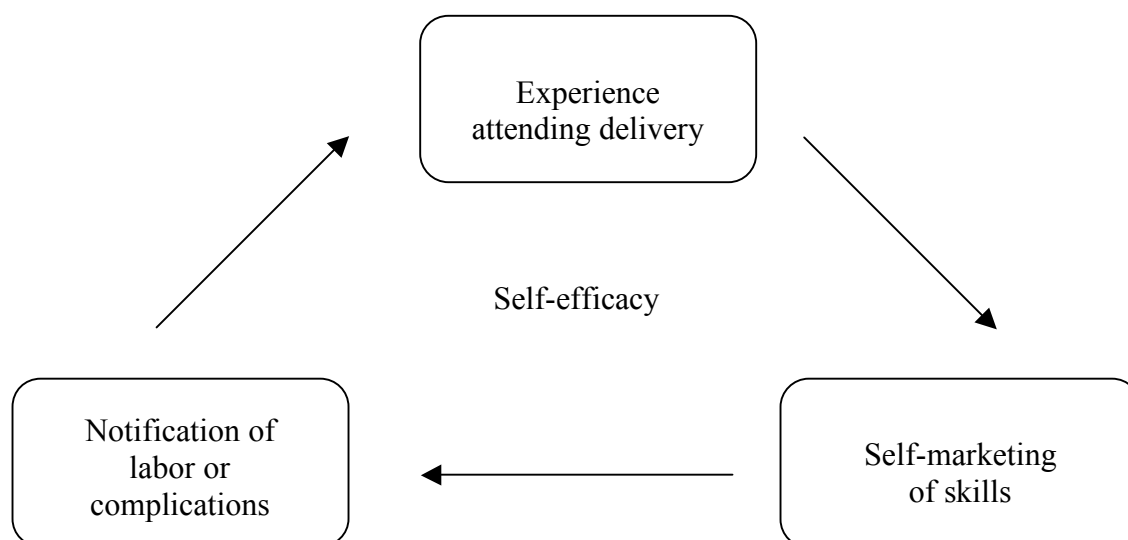 Experience
attending delivery
Self-efficacy
Notification of
labor or
complications
Self-marketing
of skills